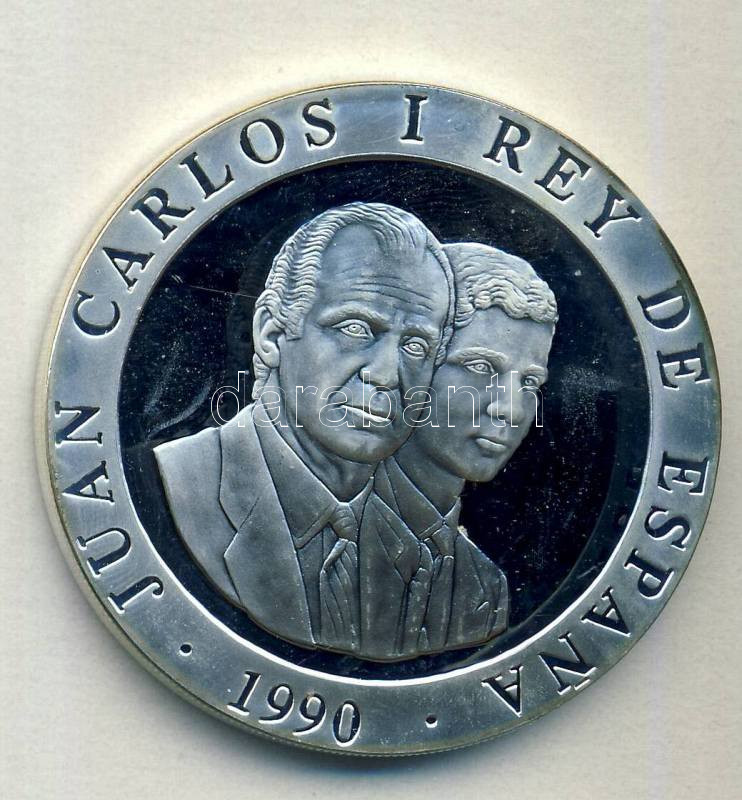 · JUAN CARLOS I REY DE ESPAÑA ·
1990
darabanth